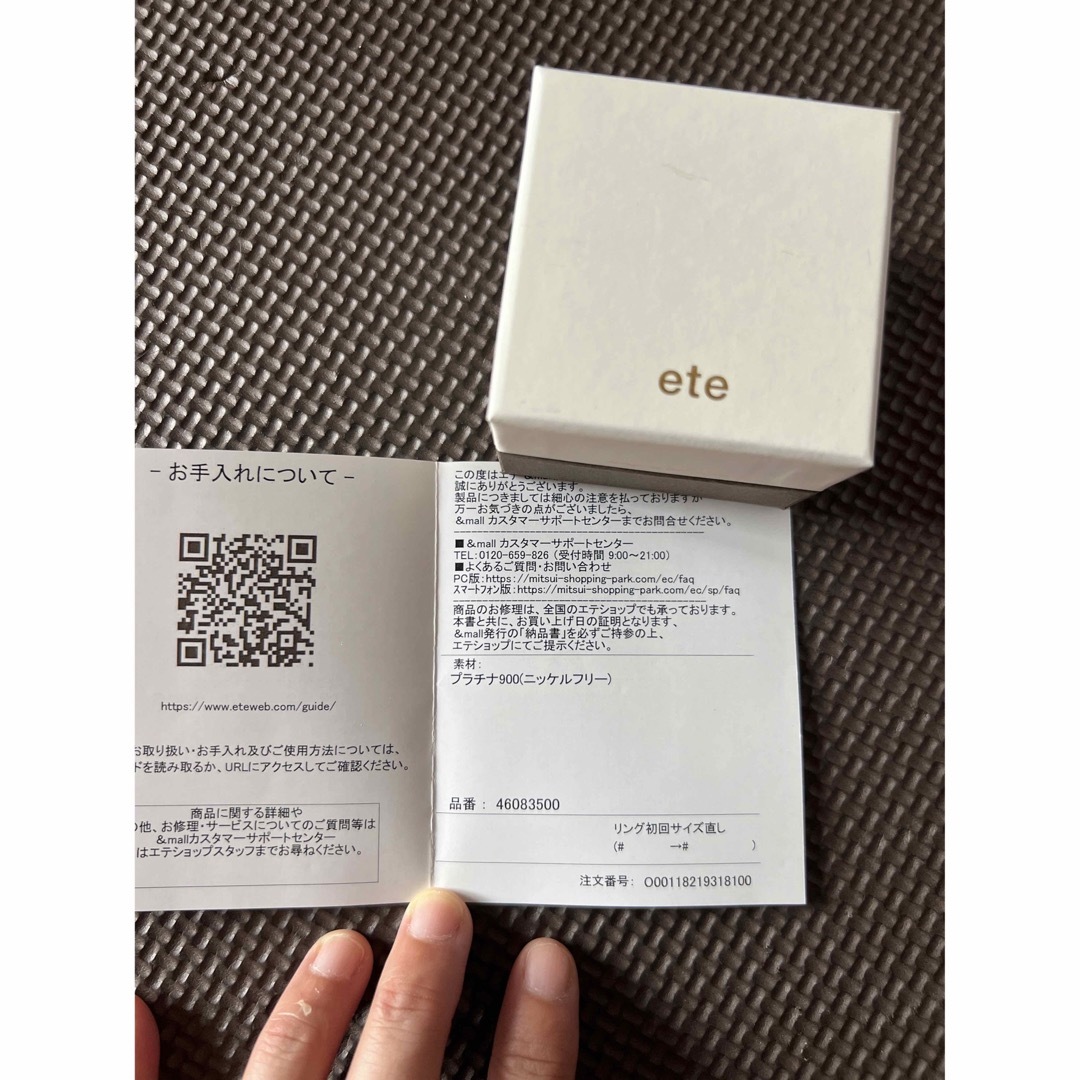 ete
- お手入れについて -
https://www.eteweb.com/guide/
お取り扱い・お手入れ及びご使用方法については、
ドを読み取るか、URLにアクセスしてご確認ください。
商品に関する詳細や
の他、お修理・サービスについてのご質問等は
&mallカスタマーサポートセンター
はエテショップスタッフまでお尋ねください。
この度はエテ
誠にありがとうございます。
製品につきましては細心の注意を払っておりますが
万一お気づきの点がございましたら、
&mall カスタマーサポートセンターまでお問合せください。
■ &mall カスタマーサポートセンター
TEL:0120-659-826 (受付時間 9:00~21:00)
■よくあるご質問・お問い合わせ
PC版:https://mitsui-shopping-park.com/ec/faq
スマートフォン版:https://mitsui-shopping-park.com/ec/sp/faq
商品のお修理は、全国のエテショップでも承っております。
本書と共に、お買い上げ日の証明となります、
&mall発行の「納品書」を必ずご持参の上、
エテショップにてご提示ください。
素材:
プラチナ900(ニッケルフリー)
品番 : 46083500
リング初回サイズ直し
(# →# )
注文番号: O00118219318100